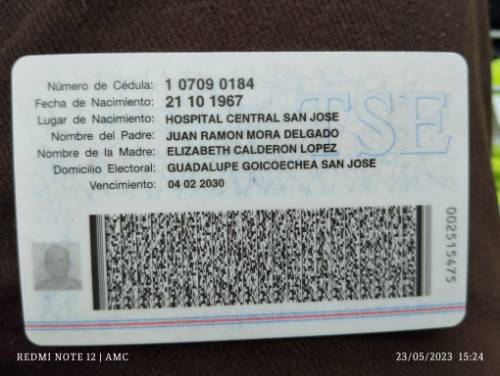 Número de Cédula: 1 0709 0184
Fecha de Nacimiento: 21 10 1967
Lugar de Nacimiento: HOSPITAL CENTRAL SAN JOSE
Nombre del Padre: JUAN RAMON MORA DELGADO
Nombre de la Madre: ELIZABETH CALDERON LOPEZ
Domicilio Electoral: GUADALUPE GOICOECHEA SAN JOSE
Vencimiento: 04 02 2030
TSE
002515475
REDMI NOTE 12 | AMC
23/05/2023 15:24